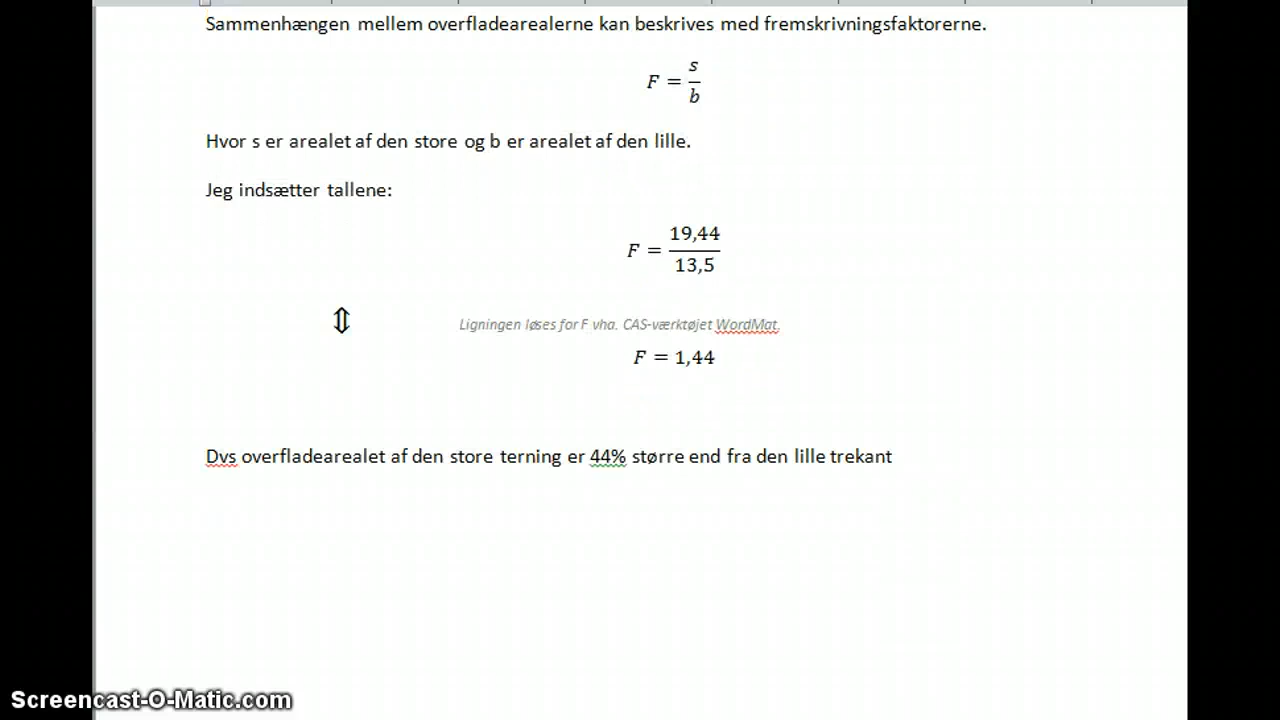 Sammenhængen mellem overfladearealerne kan beskrives med fremskrivningsfaktorerne.
F = s/b
Hvor s er arealet af den store og b er arealet af den lille.
Jeg indsætter tallene:
F = 19,44/13,5
⇕ Ligningen løses for F vha. CAS-værktøjet WordMat.
F = 1,44
Dvs overfladearealet af den store terning er 44% større end fra den lille trekant
Screencast-O-Matic.com